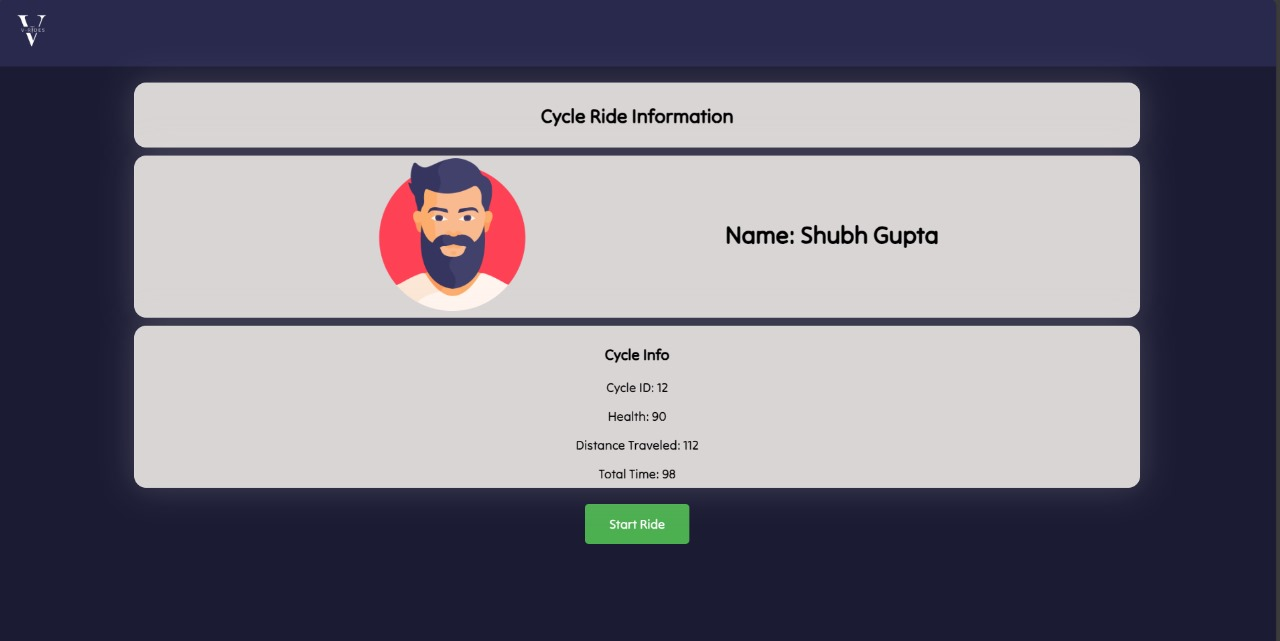 V
V-RIDES
Cycle Ride Information
Name: Shubh Gupta
Cycle Info
Cycle ID: 12
Health: 90
Distance Traveled: 112
Total Time: 98
Start Ride